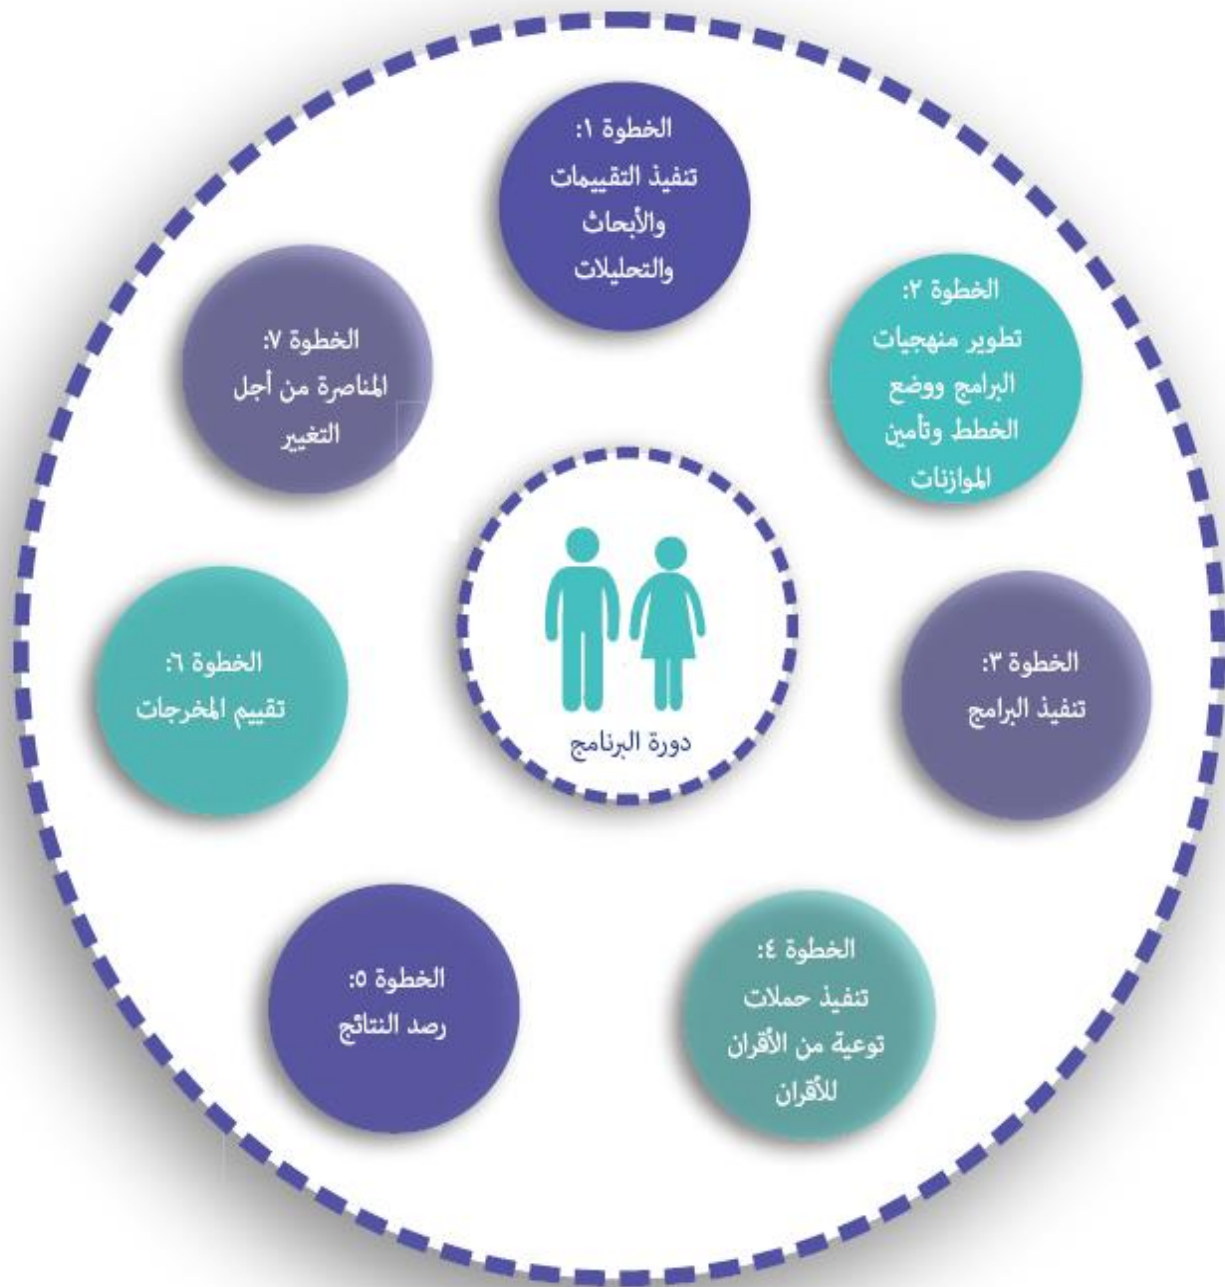 الخطوة ١:
تنفيذ التقييمات
والأبحاث
والتحليلات
الخطوة ٢:
تطوير منهجيات
البرامج ووضع
الخطط وتأمين
الموازنات
الخطوة ٣:
تنفيذ البرامج
الخطوة ٤:
تنفيذ حملات
توعية من الأقران
للأقران
الخطوة ٥:
رصد النتائج
الخطوة ٦:
تقييم المخرجات
الخطوة ٧:
المناصرة من أجل
التغيير
دورة البرنامج